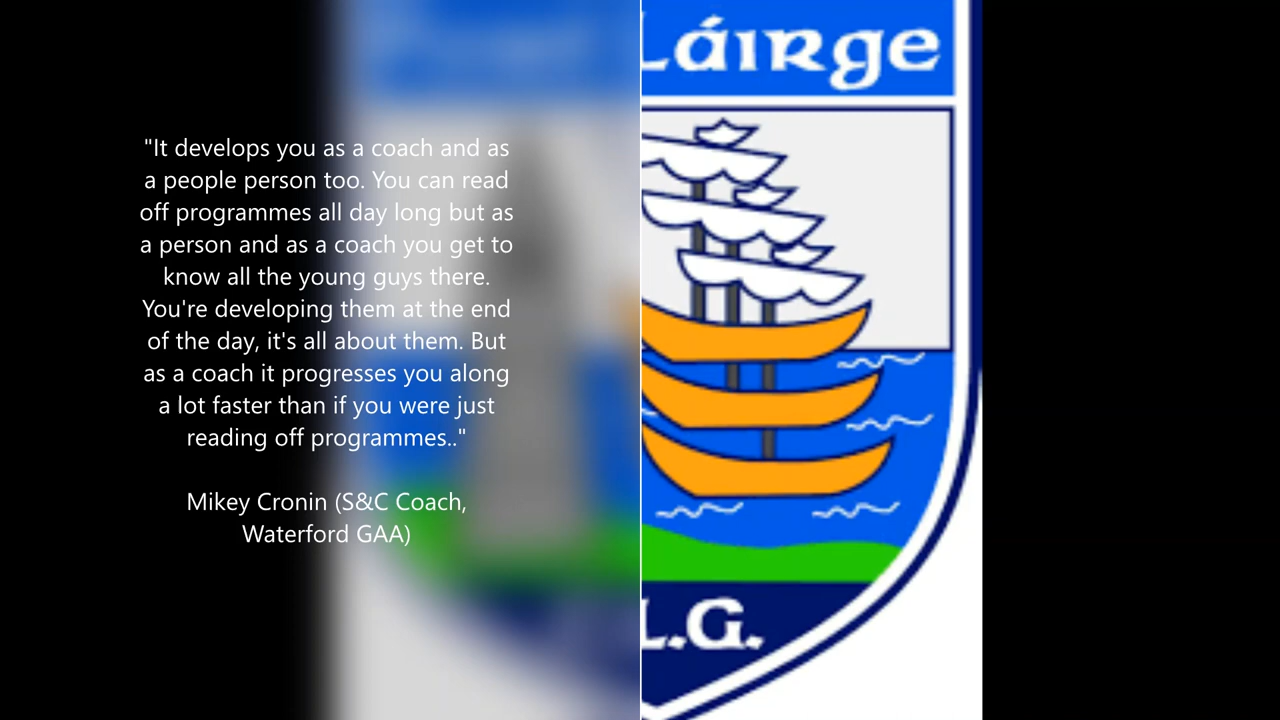 "It develops you as a coach and as
a people person too. You can read
off programmes all day long but as
a person and as a coach you get to
know all the young guys there.
You're developing them at the end
of the day, it's all about them. But
as a coach it progresses you along
a lot faster than if you were just
reading off programmes.."
Mikey Cronin (S&C Coach,
Waterford GAA)
Láirge
L.G.